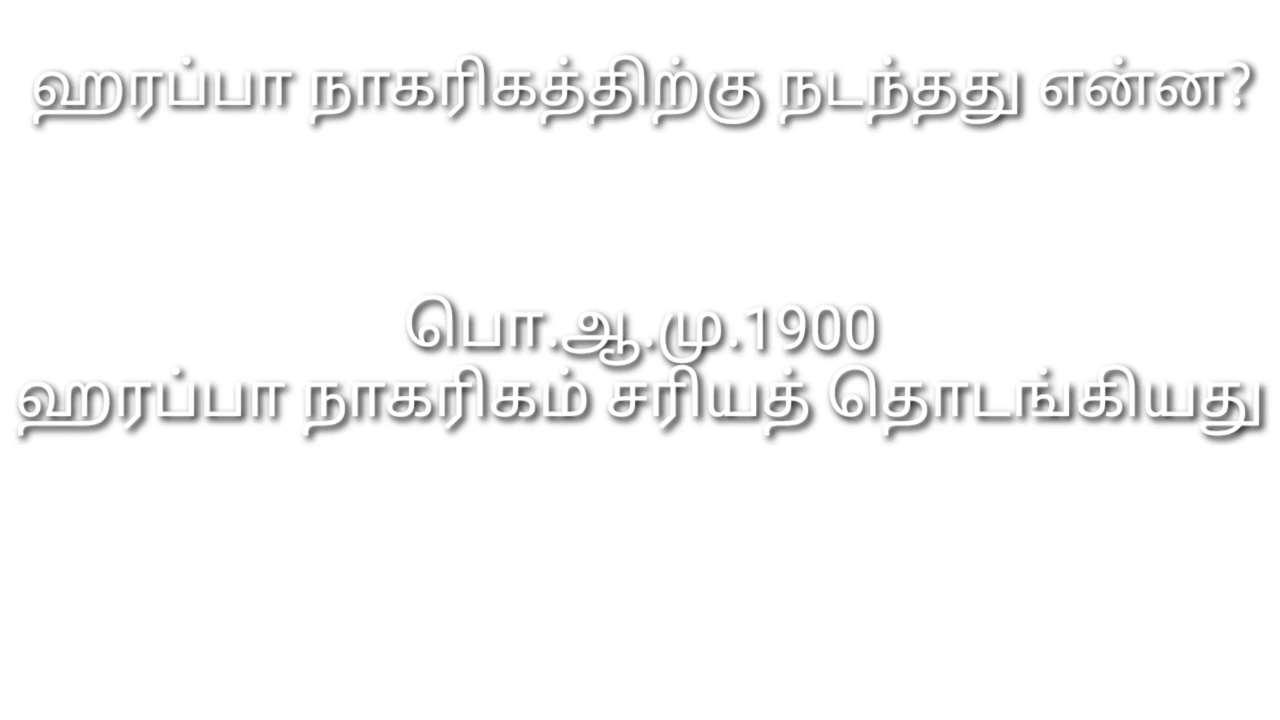 ஹரப்பா நாகரிகத்திற்கு நடந்தது என்ன?
பொ.ஆ.மு.1900
ஹரப்பா நாகரிகம் சரியத் தொடங்கியது